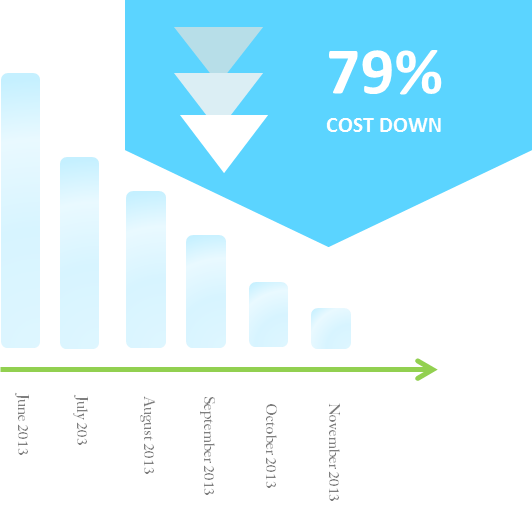 79%
COST DOWN
June 2013
July 203
August 2013
September 2013
October 2013
November 2013